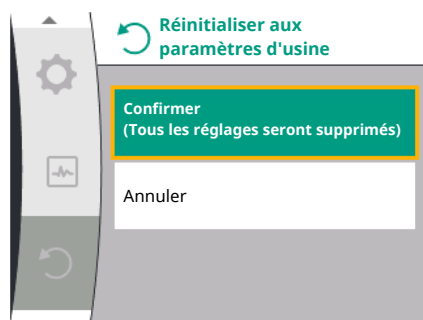 Réinitialiser aux
paramètres d'usine
Confirmer
(Tous les réglages seront supprimés)
Annuler